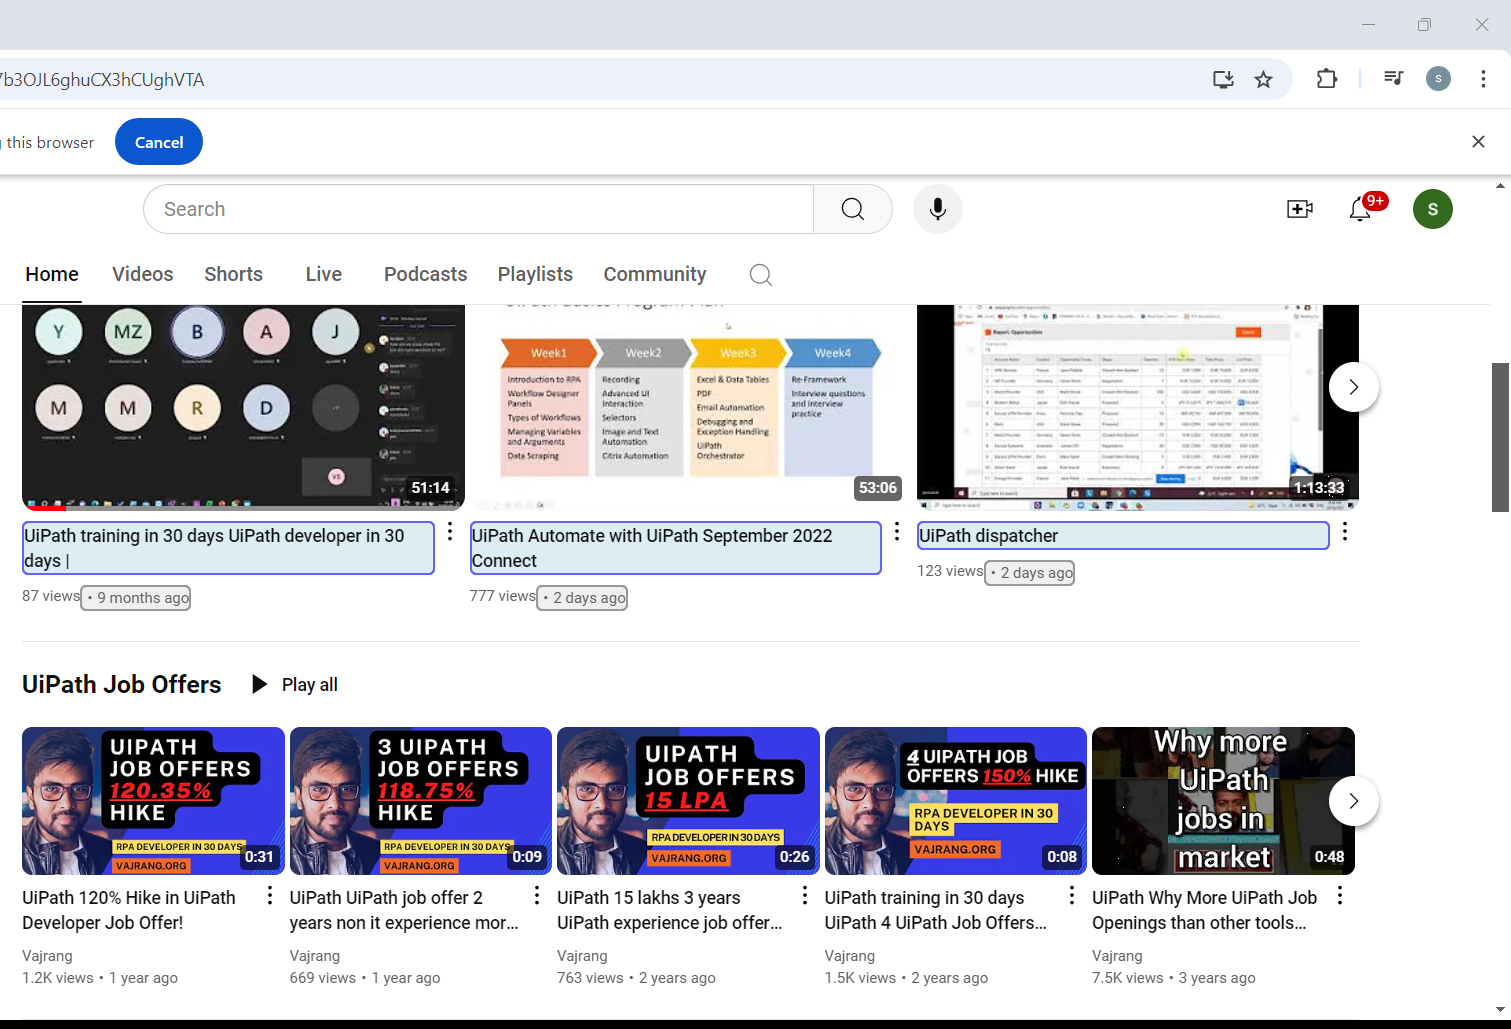 7b3OJL6ghuCX3hCUghVTA
S
this browser
Cancel
Search
9+
S
Home
Videos
Shorts
Live
Podcasts
Playlists
Community
Y
MZ
B
A
J
M
M
R
D
51:14
Week1
Week2
Week3
Week4
Introduction to RPA
Workflow Designer
Panels
Types of Workflows
Managing Variables
and Arguments
Data Scraping
Recording
Advanced UI
Interaction
Selectors
Image and Text
Automation
Citrix Automation
Excel & Data Tables
PDF
Email Automation
Debugging and
Exception Handling
UiPath
Orchestrator
Re-Framework
Interview questions
and interview
practice
53:06
Report: Opportunities
1:13:33
UiPath training in 30 days UiPath developer in 30
days |
87 views • 9 months ago
UiPath Automate with UiPath September 2022
Connect
777 views • 2 days ago
UiPath dispatcher
123 views • 2 days ago
UiPath Job Offers
Play all
UIPATH
JOB OFFERS
120.35%
HIKE
RPA DEVELOPER IN 30 DAYS
VAJRANG.ORG
0:31
3 UIPATH
JOB OFFERS
118.75%
HIKE
RPA DEVELOPER IN 30 DAYS
VAJRANG.ORG
0:09
UIPATH
JOB OFFERS
15 LPA
RPA DEVELOPER IN 30 DAYS
VAJRANG.ORG
0:26
4 UIPATH JOB
OFFERS 150% HIKE
RPA DEVELOPER IN 30
DAYS
VAJRANG.ORG
0:08
Why more
UiPath
jobs in
market
0:48
UiPath 120% Hike in UiPath
Developer Job Offer!
Vajrang
1.2K views • 1 year ago
UiPath UiPath job offer 2
years non it experience mor...
Vajrang
669 views • 1 year ago
UiPath 15 lakhs 3 years
UiPath experience job offer...
Vajrang
763 views • 2 years ago
UiPath training in 30 days
UiPath 4 UiPath Job Offers...
Vajrang
1.5K views • 2 years ago
UiPath Why More UiPath Job
Openings than other tools...
Vajrang
7.5K views • 3 years ago